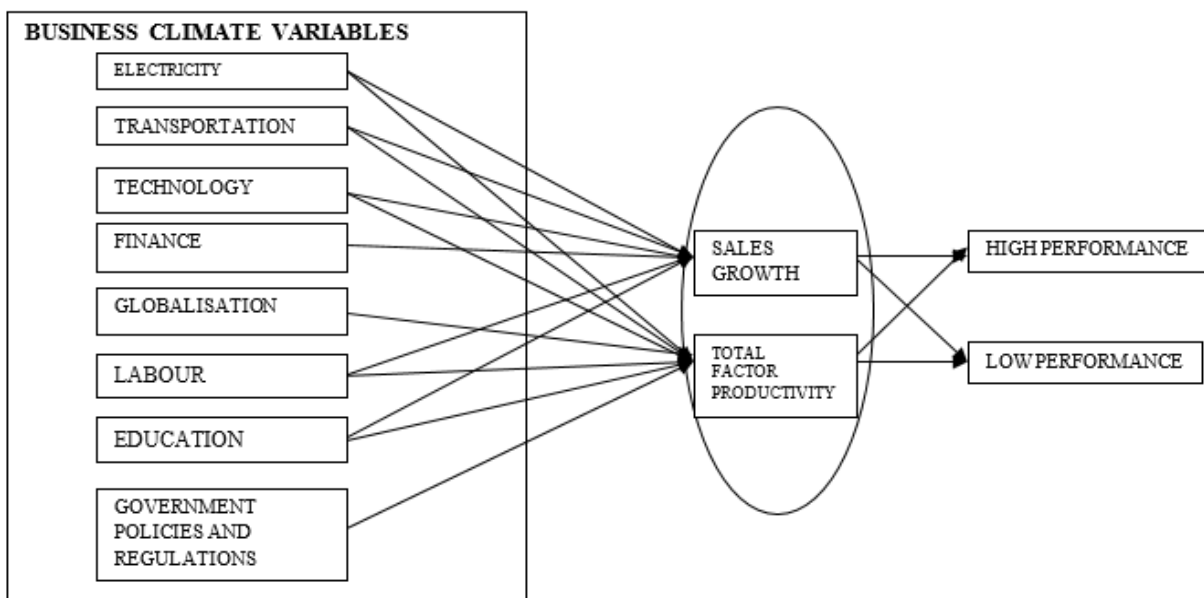 BUSINESS CLIMATE VARIABLES
ELECTRICITY
TRANSPORTATION
TECHNOLOGY
FINANCE
GLOBALISATION
LABOUR
EDUCATION
GOVERNMENT
POLICIES AND
REGULATIONS
SALES
GROWTH
TOTAL
FACTOR
PRODUCTIVITY
HIGH PERFORMANCE
LOW PERFORMANCE